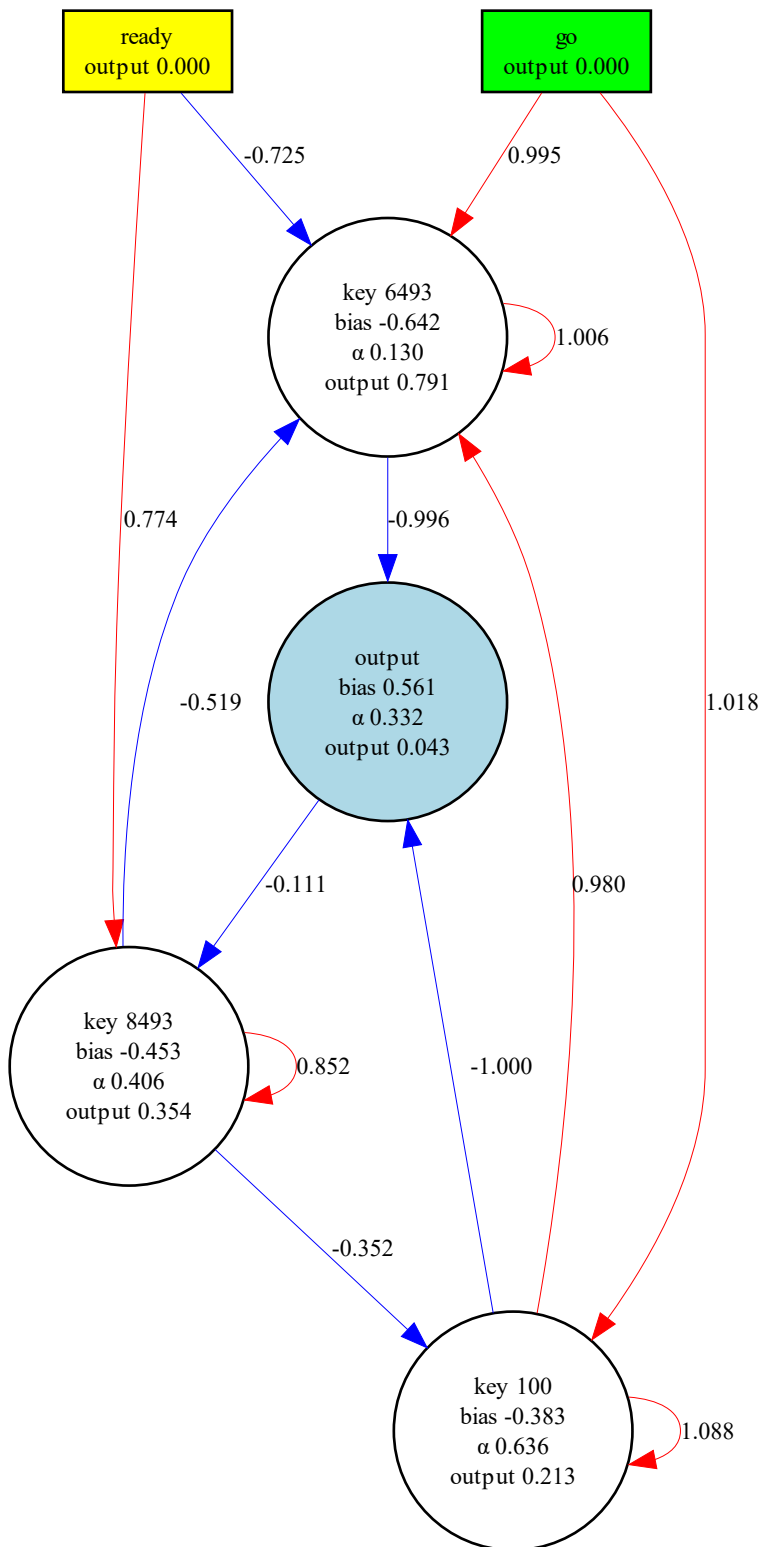 ready
output 0.000
go
output 0.000
-0.725
0.995
key 6493
bias -0.642
α 0.130
output 0.791
1.006
0.774
-0.996
output
bias 0.561
α 0.332
output 0.043
-0.519
1.018
-0.111
0.980
key 8493
bias -0.453
α 0.406
output 0.354
0.852
-1.000
-0.352
key 100
bias -0.383
α 0.636
output 0.213
1.088